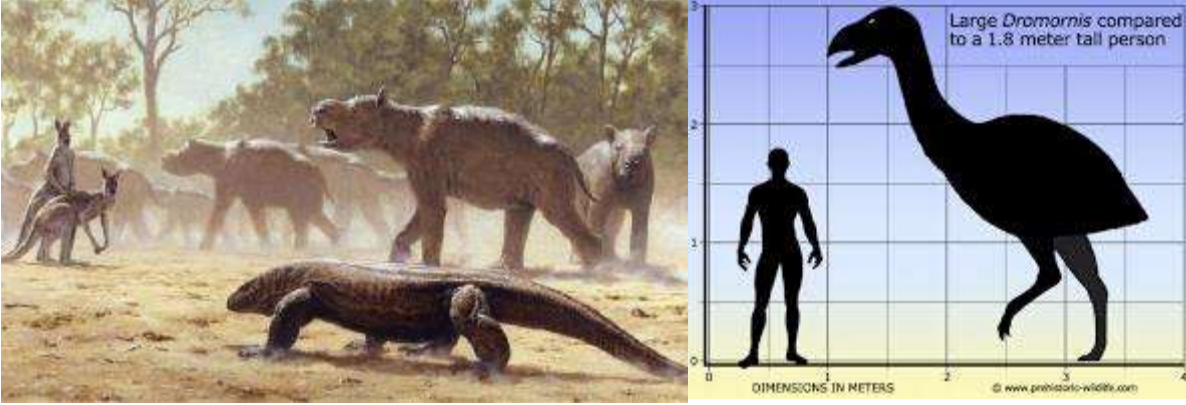 Large Dromornis compared
to a 1.8 meter tall person
3
2
1
0
0
2
3
4
DIMENSIONS IN METERS
© www.prehistoric-wildlife.com